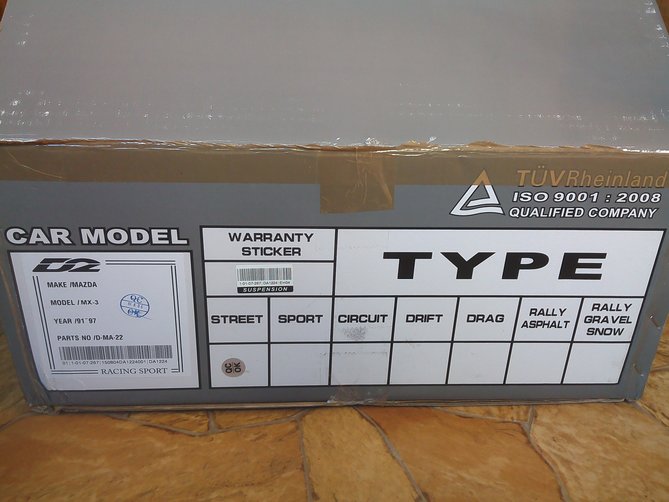 TÜVRheinland
ISO 9001 : 2008
QUALIFIED COMPANY
CAR MODEL
D2
MAKE /MAZDA
MODEL / MX-3
YEAR /91~97
PARTS NO /D-MA-22
RACING SPORT
WARRANTY
STICKER
SUSPENSION
TYPE
STREET
SPORT
CIRCUIT
DRIFT
DRAG
RALLY
ASPHALT
RALLY
GRAVEL
SNOW
OK